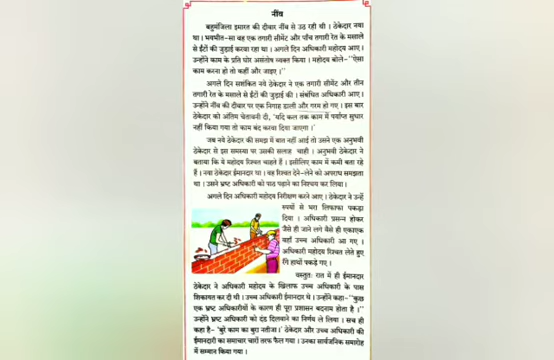 नींव
बहुमंजिला इमारत की दीवार नींव से उठ रही थी । ठेकेदार नया
था। भयभीत-सा वह एक तगारी सीमेंट और पाँच तगारी रेत के मसाले
से ईंटों की जुड़ाई करवा रहा था । अगले दिन अधिकारी महोदय आए ।
उन्होंने काम के प्रति घोर असंतोष व्यक्त किया । महोदय बोले-"ऐसा
काम करना हो तो कहीं और जाइए ।"
अगले दिन सशंकित नये ठेकेदार ने एक तगारी सीमेंट और तीन
तगारी रेत के मसाले से ईंटों की जुड़ाई की । संबंधित अधिकारी आए ।
उन्होंने नींव की दीवार पर एक निगाह डाली और गरम हो गए । इस बार
ठेकेदार को अंतिम चेतावनी दी, "यदि कल तक काम में पर्याप्त सुधार
नहीं किया गया तो काम बंद करवा दिया जाएगा ।"
जब नये ठेकेदार की समझ में बात नहीं आई तो उसने एक अनुभवी
ठेकेदार से इस समस्या पर उसकी सलाह चाही । अनुभवी ठेकेदार ने
बताया कि ये महोदय रिश्वत चाहते हैं । इसीलिए काम में कमी बता रहे
हैं । नया ठेकेदार ईमानदार था । वह रिश्वत देने-लेने को अपराध समझता
था । उसने भ्रष्ट अधिकारी को पाठ पढ़ाने का निश्चय कर लिया ।
अगले दिन अधिकारी महोदय निरीक्षण करने आए । ठेकेदार ने उन्हें
रुपयों से भरा लिफाफा पकड़ा
दिया । अधिकारी प्रसन्न होकर
जैसे ही जाने लगे वैसे ही एकाएक
वहाँ उच्च अधिकारी आ गए ।
अधिकारी महोदय रिश्वत लेते हुए
रँगे हाथों पकड़े गए ।
वस्तुतः रात में ही ईमानदार
ठेकेदार ने अधिकारी महोदय के खिलाफ उच्च अधिकारी के पास
शिकायत कर दी थी । उच्च अधिकारी ईमानदार थे । उन्होंने कहा-"कुछ
एक भ्रष्ट अधिकारियों के कारण ही पूरा प्रशासन बदनाम होता है ।"
उन्होंने भ्रष्ट अधिकारी को दंड दिलवाने का निर्णय ले लिया । सच ही
कहा है- 'बुरे काम का बुरा नतीजा ।' ठेकेदार और उच्च अधिकारी की
ईमानदारी का समाचार चारों तरफ फैल गया । उनका सार्वजनिक समारोह
में सम्मान किया गया ।